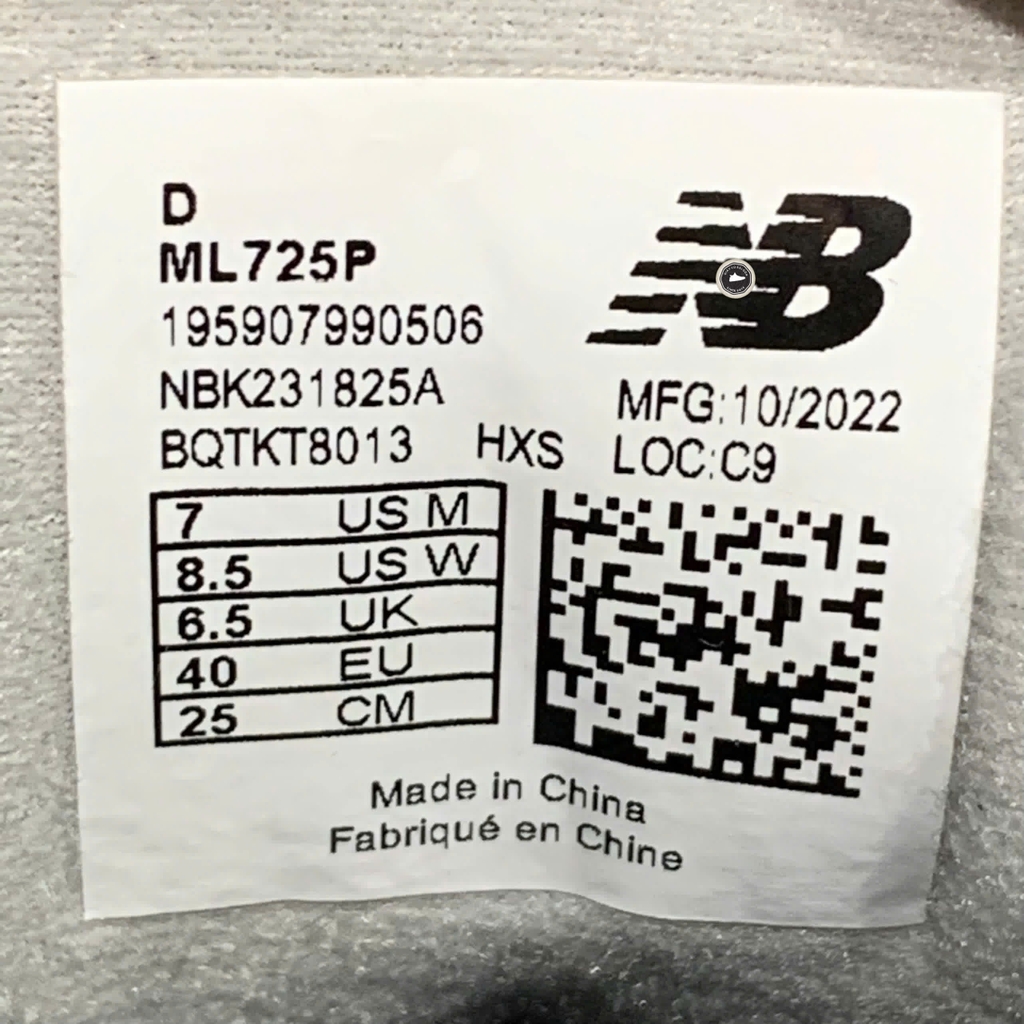 D
ML725P
195907990506
NBK231825A
BQTKT8013 HXS
NB
MFG:10/2022
LOC:C9
7 US M
8.5 US W
6.5 UK
40 EU
25 CM
Made in China
Fabriqué en Chine